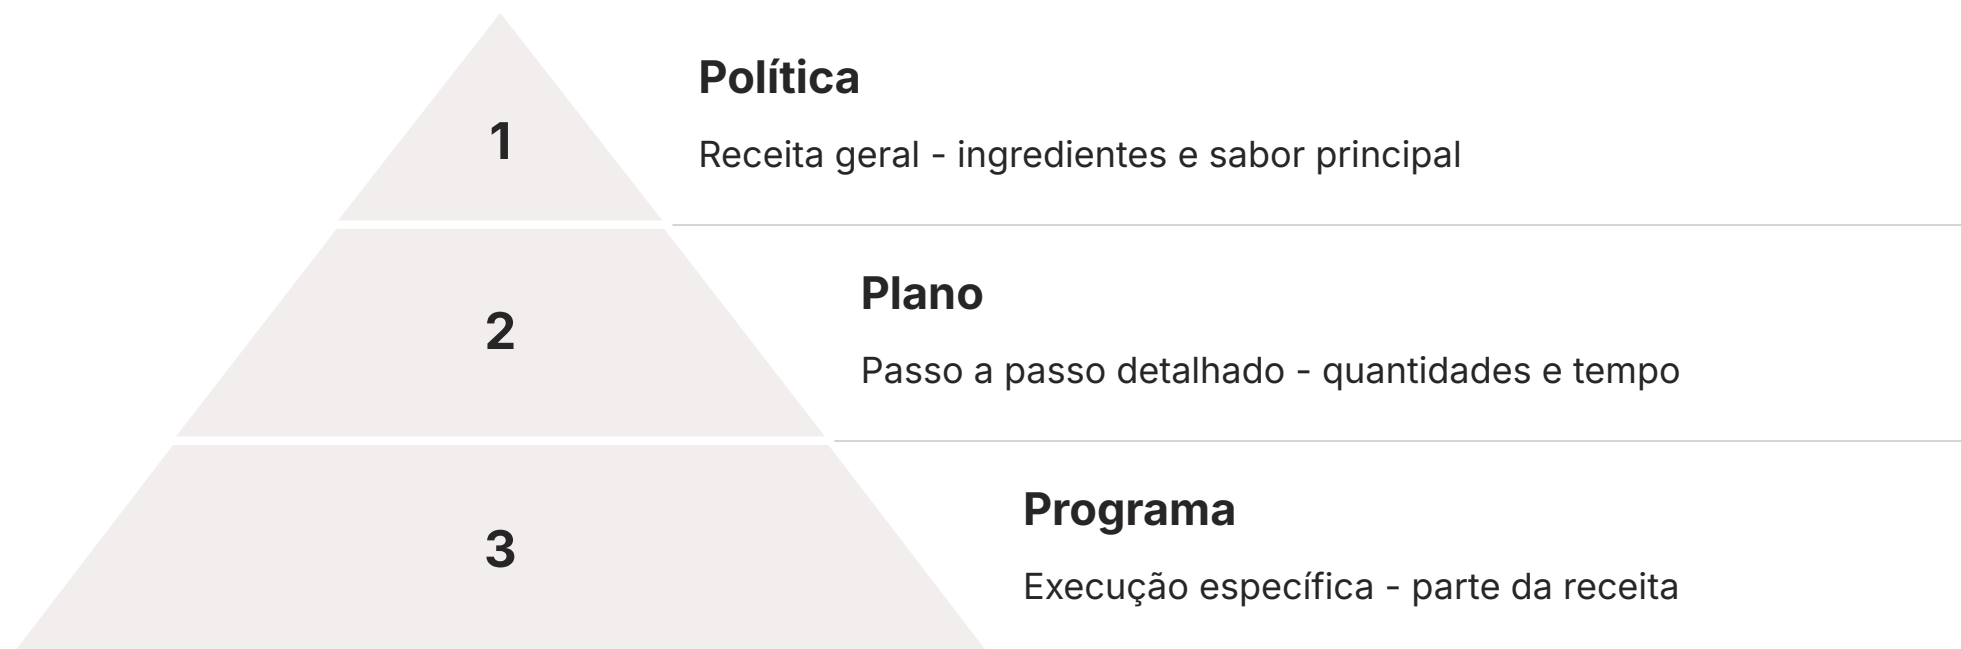 1
Política
Receita geral - ingredientes e sabor principal
2
Plano
Passo a passo detalhado - quantidades e tempo
3
Programa
Execução específica - parte da receita